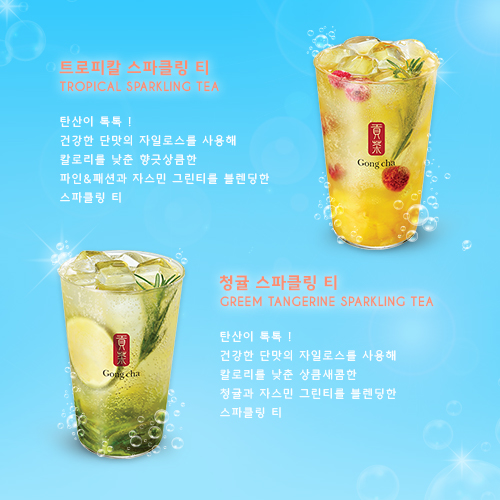 트로피칼 스파클링 티
TROPICAL SPARKLING TEA
탄산이 톡톡 !
건강한 단맛의 자일로스를 사용해
칼로리를 낮춘 향긋상큼한
파인&패션과 자스민 그린티를 블렌딩한
스파클링 티
貢茶
Gong cha
청귤 스파클링 티
GREEM TANGERINE SPARKLING TEA
탄산이 톡톡 !
건강한 단맛의 자일로스를 사용해
칼로리를 낮춘 상큼새콤한
청귤과 자스민 그린티를 블렌딩한
스파클링 티
貢茶
Gong cha